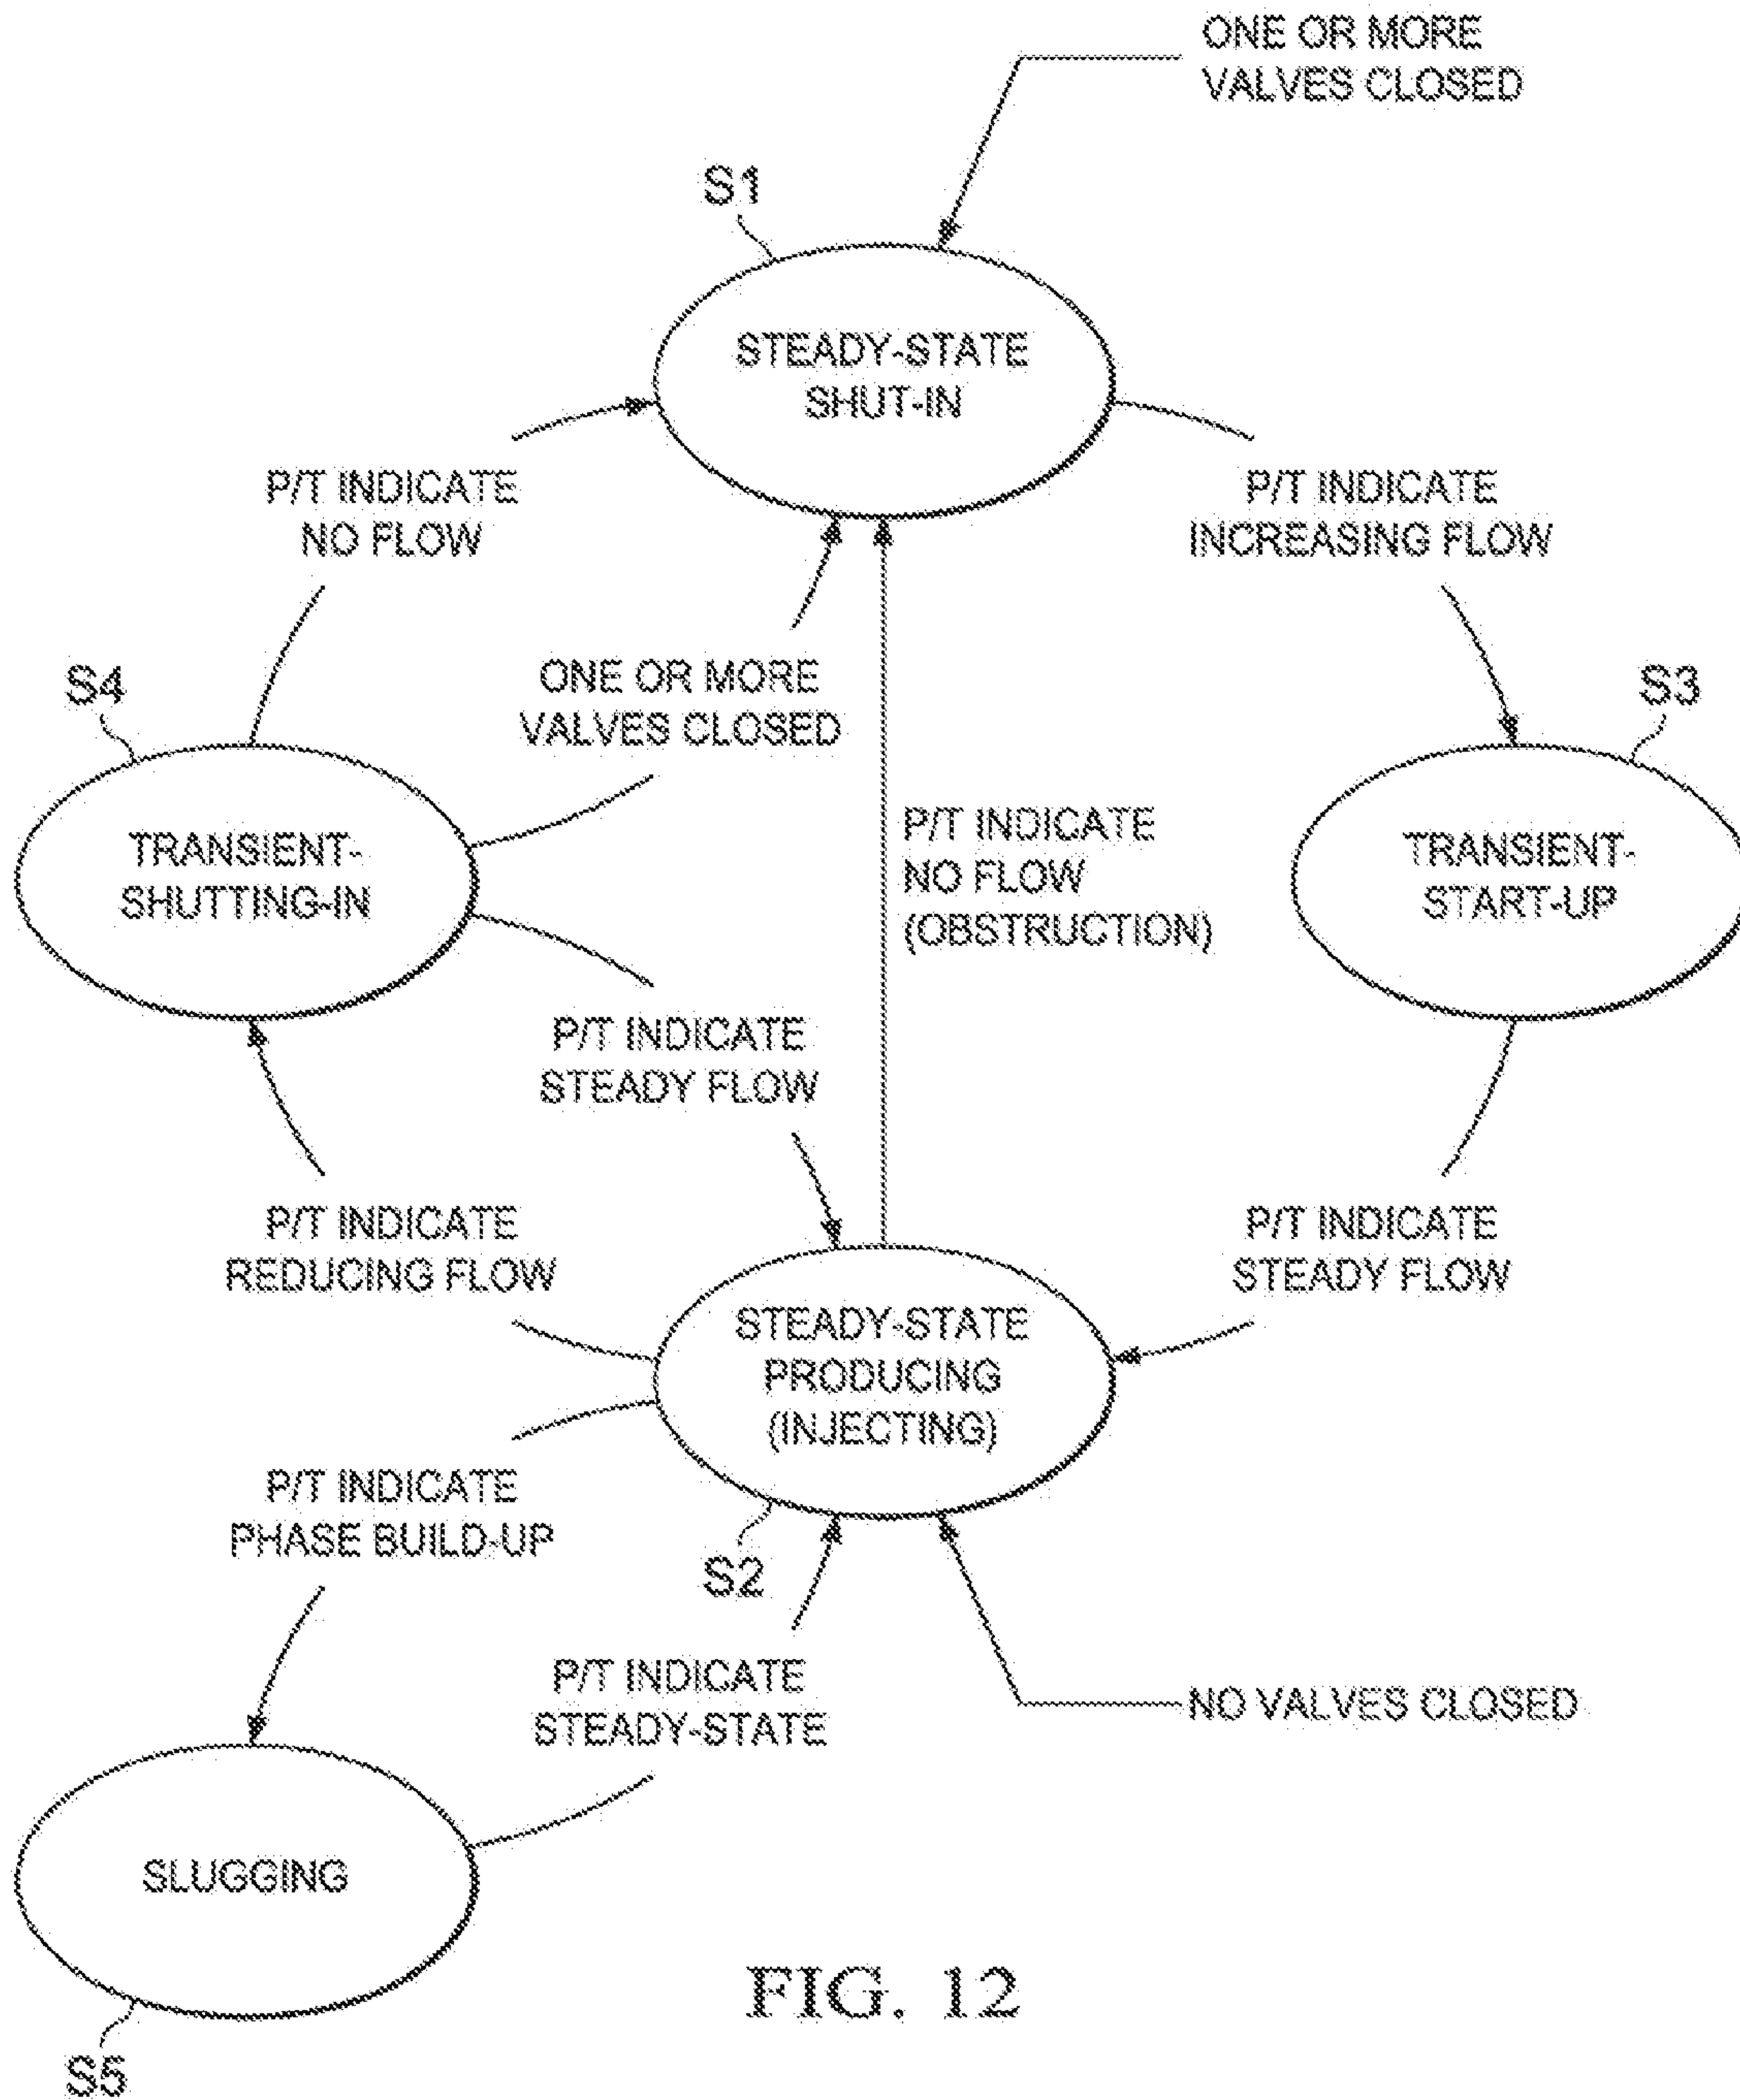 ONE OR MORE
VALVES CLOSED
S1
STEADY-STATE
SHUT-IN
P/T INDICATE
NO FLOW
P/T INDICATE
INCREASING FLOW
S4
ONE OR MORE
VALVES CLOSED
S3
TRANSIENT-
SHUTTING-IN
P/T INDICATE
NO FLOW
(OBSTRUCTION)
TRANSIENT-
START-UP
P/T INDICATE
STEADY FLOW
P/T INDICATE
REDUCING FLOW
P/T INDICATE
STEADY FLOW
STEADY-STATE
PRODUCING
(INJECTING)
P/T INDICATE
PHASE BUILD-UP
S2
P/T INDICATE
STEADY-STATE
NO VALVES CLOSED
SLUGGING
S5
FIG. 12